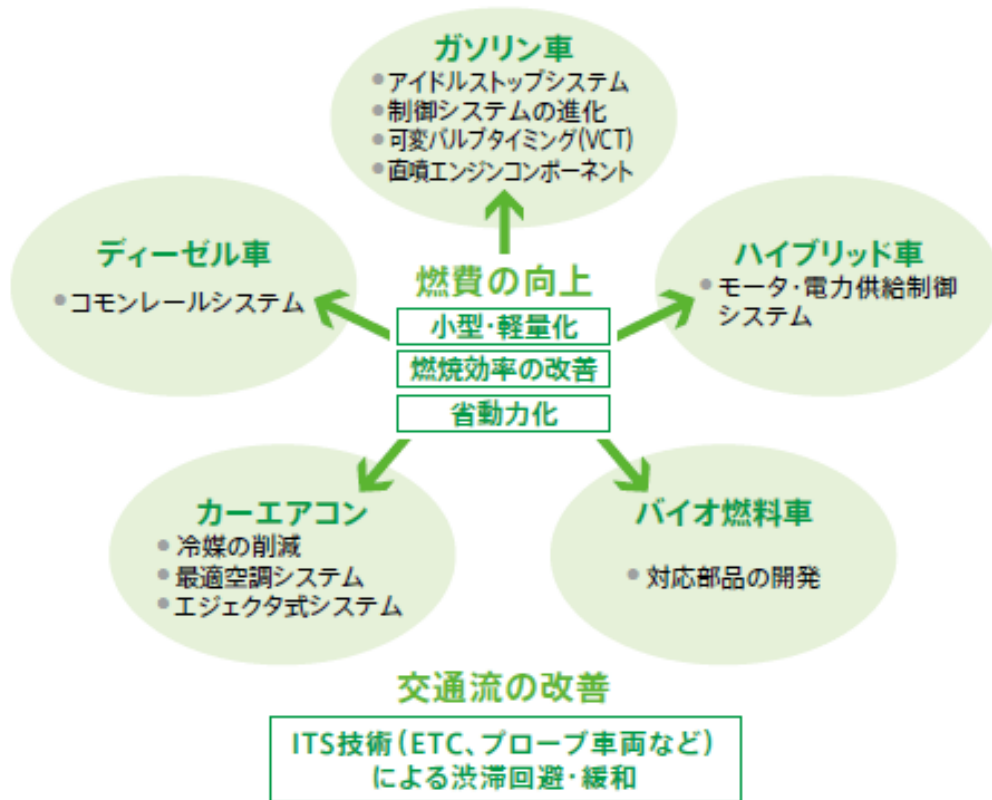 ガソリン車
● アイドルストップシステム
● 制御システムの進化
● 可変バルブタイミング(VCT)
● 直噴エンジンコンポーネント
ディーゼル車
● コモンレールシステム
ハイブリッド車
● モータ・電力供給制御
システム
燃費の向上
小型・軽量化
燃焼効率の改善
省動力化
カーエアコン
● 冷媒の削減
● 最適空調システム
● エジェクタ式システム
バイオ燃料車
● 対応部品の開発
交通流の改善
ITS技術(ETC、プローブ車両など)
による渋滞回避・緩和